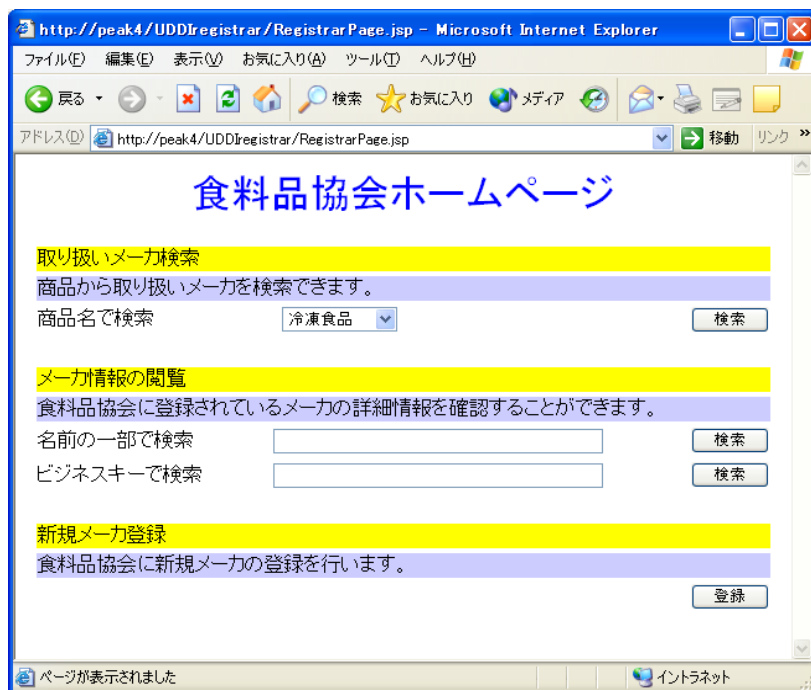 http://peak4/UDDIregistrar/RegistrarPage.jsp - Microsoft Internet Explorer
ファイル(F) 編集(E) 表示(V) お気に入り(A) ツール(T) ヘルプ(H)
戻る 検索 お気に入り メディア
アドレス(D) http://peak4/UDDIregistrar/RegistrarPage.jsp 移動 リンク »
食料品協会ホームページ
取り扱いメーカ検索
商品から取り扱いメーカを検索できます。
商品名で検索 冷凍食品 検索
メーカ情報の閲覧
食料品協会に登録されているメーカの詳細情報を確認することができます。
名前の一部で検索 検索
ビジネスキーで検索 検索
新規メーカ登録
食料品協会に新規メーカの登録を行います。
登録
ページが表示されました イントラネット